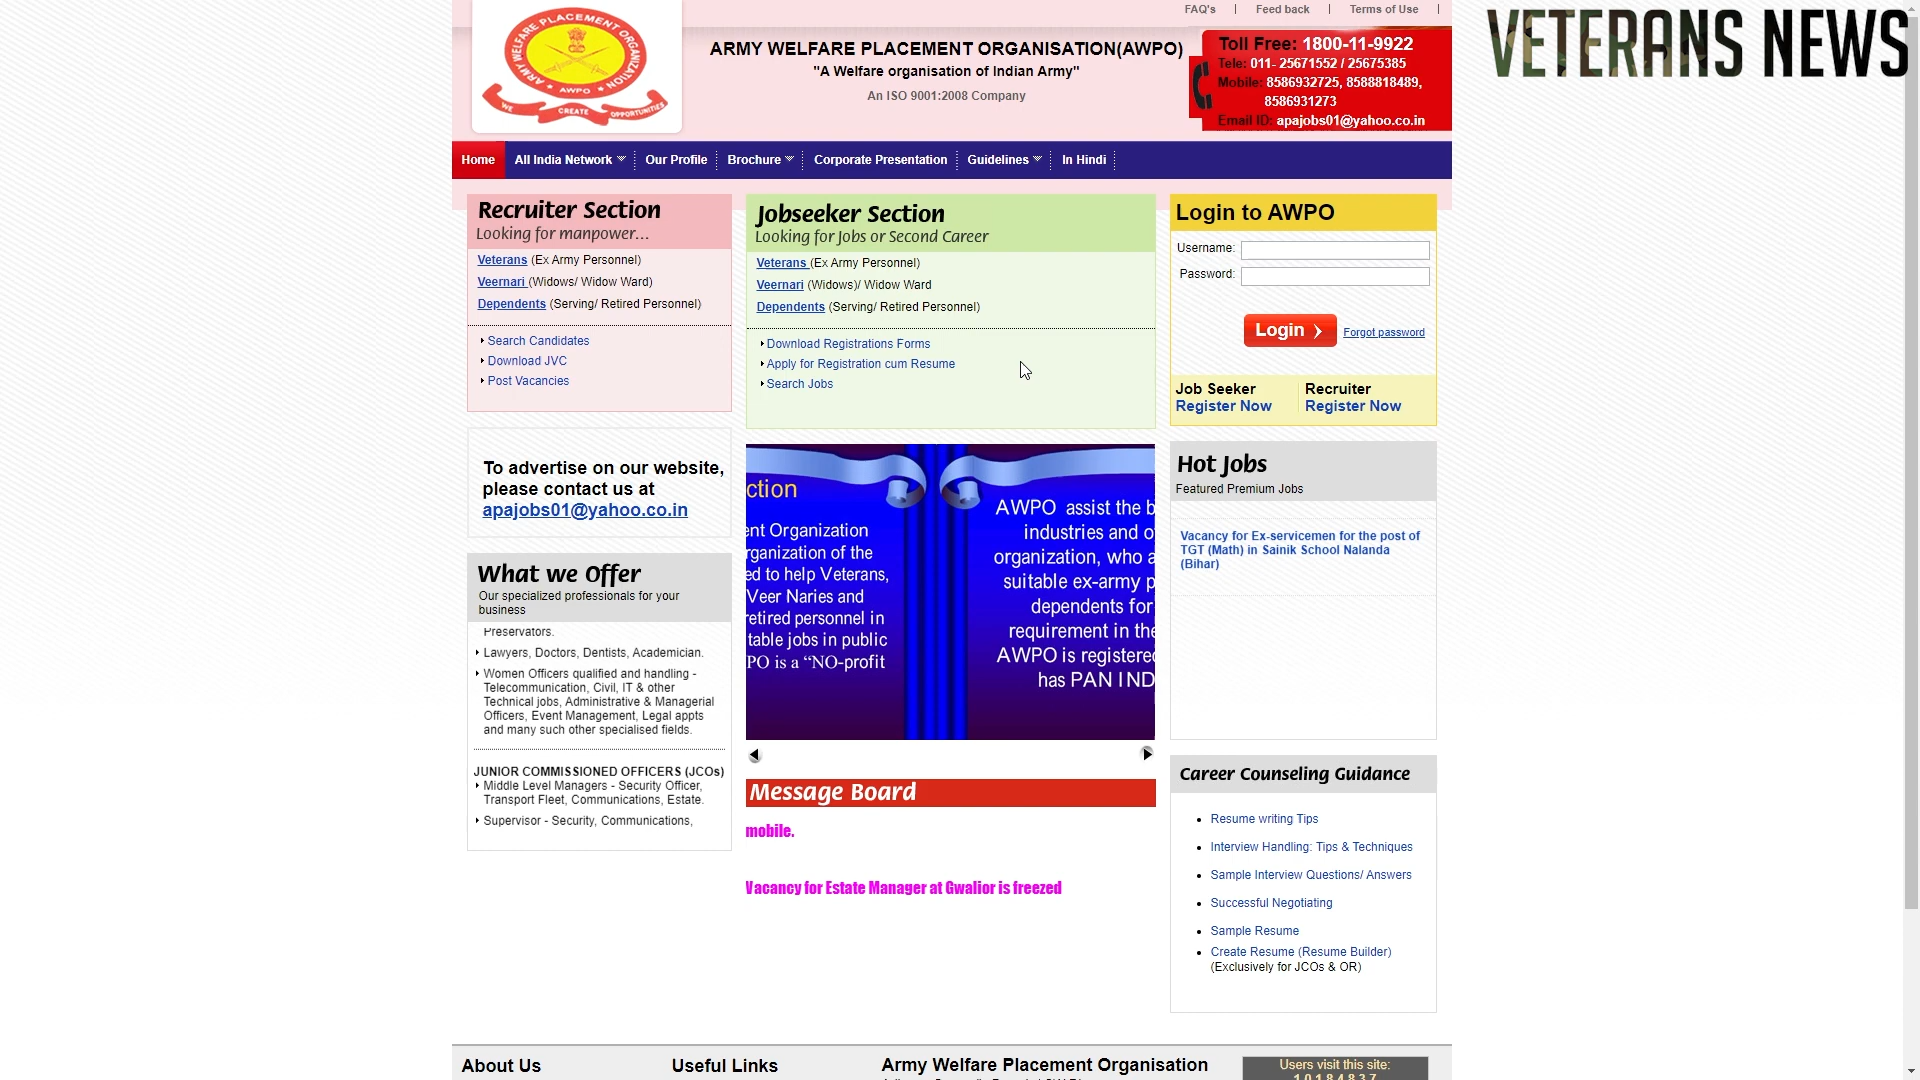 FAQ's | Feed back | Terms of Use |
VETERANS NEWS
ARMY WELFARE PLACEMENT ORGANIZATION
AWPO
WE CREATE OPPORTUNITIES
ARMY WELFARE PLACEMENT ORGANISATION(AWPO)
"A Welfare organisation of Indian Army"
An ISO 9001:2008 Company
Toll Free: 1800-11-9922
Tele: 011- 25671552 / 25675385
Mobile: 8586932725, 8588818489,
8586931273
Email ID: apajobs01@yahoo.co.in
Home All India Network Our Profile Brochure Corporate Presentation Guidelines In Hindi
Recruiter Section
Looking for manpower...
Veterans (Ex Army Personnel)
Veernari (Widows/ Widow Ward)
Dependents (Serving/ Retired Personnel)
Search Candidates
Download JVC
Post Vacancies
To advertise on our website,
please contact us at
apajobs01@yahoo.co.in
What we Offer
Our specialized professionals for your
business
Preservators.
Lawyers, Doctors, Dentists, Academician.
Women Officers qualified and handling -
Telecommunication, Civil, IT & other
Technical jobs, Administrative & Managerial
Officers, Event Management, Legal appts
and many such other specialised fields.
JUNIOR COMMISSIONED OFFICERS (JCOs)
Middle Level Managers - Security Officer,
Transport Fleet, Communications, Estate.
Supervisor - Security, Communications,
Jobseeker Section
Looking for Jobs or Second Career
Veterans (Ex Army Personnel)
Veernari (Widows)/ Widow Ward
Dependents (Serving/ Retired Personnel)
Download Registrations Forms
Apply for Registration cum Resume
Search Jobs
ction
ent Organization
rganization of the
ed to help Veterans,
Veer Naries and
retired personnel in
table jobs in public
PO is a “NO-profit
AWPO assist the b
industries and o
organization, who a
suitable ex-army p
dependents for
requirement in the
AWPO is registered
has PAN IND
Message Board
mobile.
Vacancy for Estate Manager at Gwalior is freezed
Login to AWPO
Username:
Password:
Login Forgot password
Job Seeker
Register Now
Recruiter
Register Now
Hot Jobs
Featured Premium Jobs
Vacancy for Ex-servicemen for the post of
TGT (Math) in Sainik School Nalanda
(Bihar)
Career Counseling Guidance
Resume writing Tips
Interview Handling: Tips & Techniques
Sample Interview Questions/ Answers
Successful Negotiating
Sample Resume
Create Resume (Resume Builder)
(Exclusively for JCOs & OR)
About Us
Useful Links
Army Welfare Placement Organisation
Users visit this site: